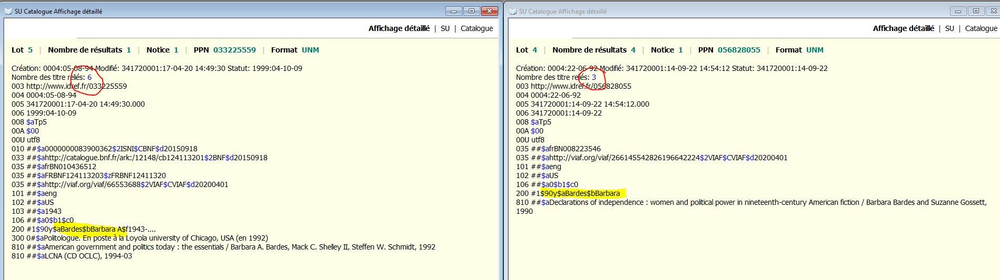 SU Catalogue Affichage détaillé
Affichage détaillé | SU | Catalogue
Lot 5 | Nombre de résultats 1 | Notice 1 | PPN 033225559 | Format UNM
Création: 0004:05-08-94 Modifié: 341720001:17-04-20 14:49:30 Statut: 1999:04-10-09
Nombre des titre reliés: 6
003 http://www.idref.fr/033225559
004 0004:05-08-94
005 341720001:17-04-20 14:49:30.000
006 1999:04-10-09
008 $aTp5
00A $00
00U utf8
010 ##$a0000000083900362$2ISNI$CBNF$d20150918
033 ##$ahttp://catalogue.bnf.fr/ark:/12148/cb124113201$2BNF$d20150918
035 ##$afrBN010436512
035 ##$aFRBNF124113203$zFRBNF12411320
035 ##$ahttp://viaf.org/viaf/66553688$2VIAF$CVIAF$d20200401
101 ##$aeng
102 ##$aUS
103 ##$a1943
106 ##$a0$b1$c0
200 #1$90y$aBardes$bBarbara A$f1943-....
300 0#$aPolitologue. En poste à la Loyola university of Chicago, USA (en 1992)
810 ##$aAmerican government and politics today : the essentials / Barbara A. Bardes, Mack C. Shelley II, Steffen W. Schmidt, 1992
810 ##$aLCNA (CD OCLC), 1994-03
SU Catalogue Affichage détaillé
Affichage détaillé | SU | Catalogue
Lot 4 | Nombre de résultats 4 | Notice 1 | PPN 056828055 | Format UNM
Création: 0004:22-06-92 Modifié: 341720001:14-09-22 14:54:12 Statut: 341720001:14-09-22
Nombre des titre reliés: 3
003 http://www.idref.fr/056828055
004 0004:22-06-92
005 341720001:14-09-22 14:54:12.000
006 341720001:14-09-22
008 $aTp5
00A $00
00U utf8
035 ##$afrBN008223546
035 ##$ahttp://viaf.org/viaf/266145542826196642224$2VIAF$CVIAF$d20200401
101 ##$aeng
102 ##$aUS
106 ##$a0$b1$c0
200 #1$90y$aBardes$bBarbara
810 ##$aDeclarations of independence : women and political power in nineteenth-century American fiction / Barbara Bardes and Suzanne Gossett,
1990